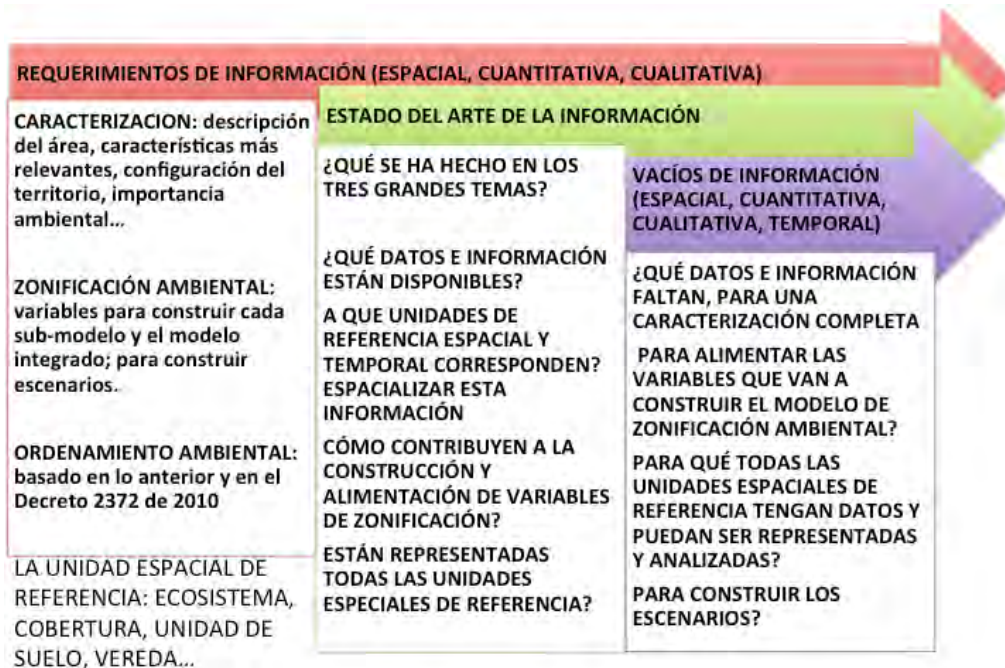 REQUERIMIENTOS DE INFORMACIÓN (ESPACIAL, CUANTITATIVA, CUALITATIVA)
CARACTERIZACION: descripción
del área, características más
relevantes, configuración del
territorio, importancia
ambiental...
ZONIFICACIÓN AMBIENTAL:
variables para construir cada
sub-modelo y el modelo
integrado; para construir
escenarios.
ORDENAMIENTO AMBIENTAL:
basado en lo anterior y en el
Decreto 2372 de 2010
LA UNIDAD ESPACIAL DE
REFERENCIA: ECOSISTEMA,
COBERTURA, UNIDAD DE
SUELO, VEREDA...
ESTADO DEL ARTE DE LA INFORMACIÓN
¿QUÉ SE HA HECHO EN LOS
TRES GRANDES TEMAS?
¿QUÉ DATOS E INFORMACIÓN
ESTÁN DISPONIBLES?
A QUE UNIDADES DE
REFERENCIA ESPACIAL Y
TEMPORAL CORRESPONDEN?
ESPACIALIZAR ESTA
INFORMACIÓN
CÓMO CONTRIBUYEN A LA
CONSTRUCCIÓN Y
ALIMENTACIÓN DE VARIABLES
DE ZONIFICACIÓN?
ESTÁN REPRESENTADAS
TODAS LAS UNIDADES
ESPECIALES DE REFERENCIA?
VACÍOS DE INFORMACIÓN
(ESPACIAL, CUANTITATIVA,
CUALITATIVA, TEMPORAL)
¿QUÉ DATOS E INFORMACIÓN
FALTAN, PARA UNA
CARACTERIZACIÓN COMPLETA
PARA ALIMENTAR LAS
VARIABLES QUE VAN A
CONSTRUIR EL MODELO DE
ZONIFICACIÓN AMBIENTAL?
PARA QUÉ TODAS LAS
UNIDADES ESPACIALES DE
REFERENCIA TENGAN DATOS Y
PUEDAN SER REPRESENTADAS
Y ANALIZADAS?
PARA CONSTRUIR LOS
ESCENARIOS?